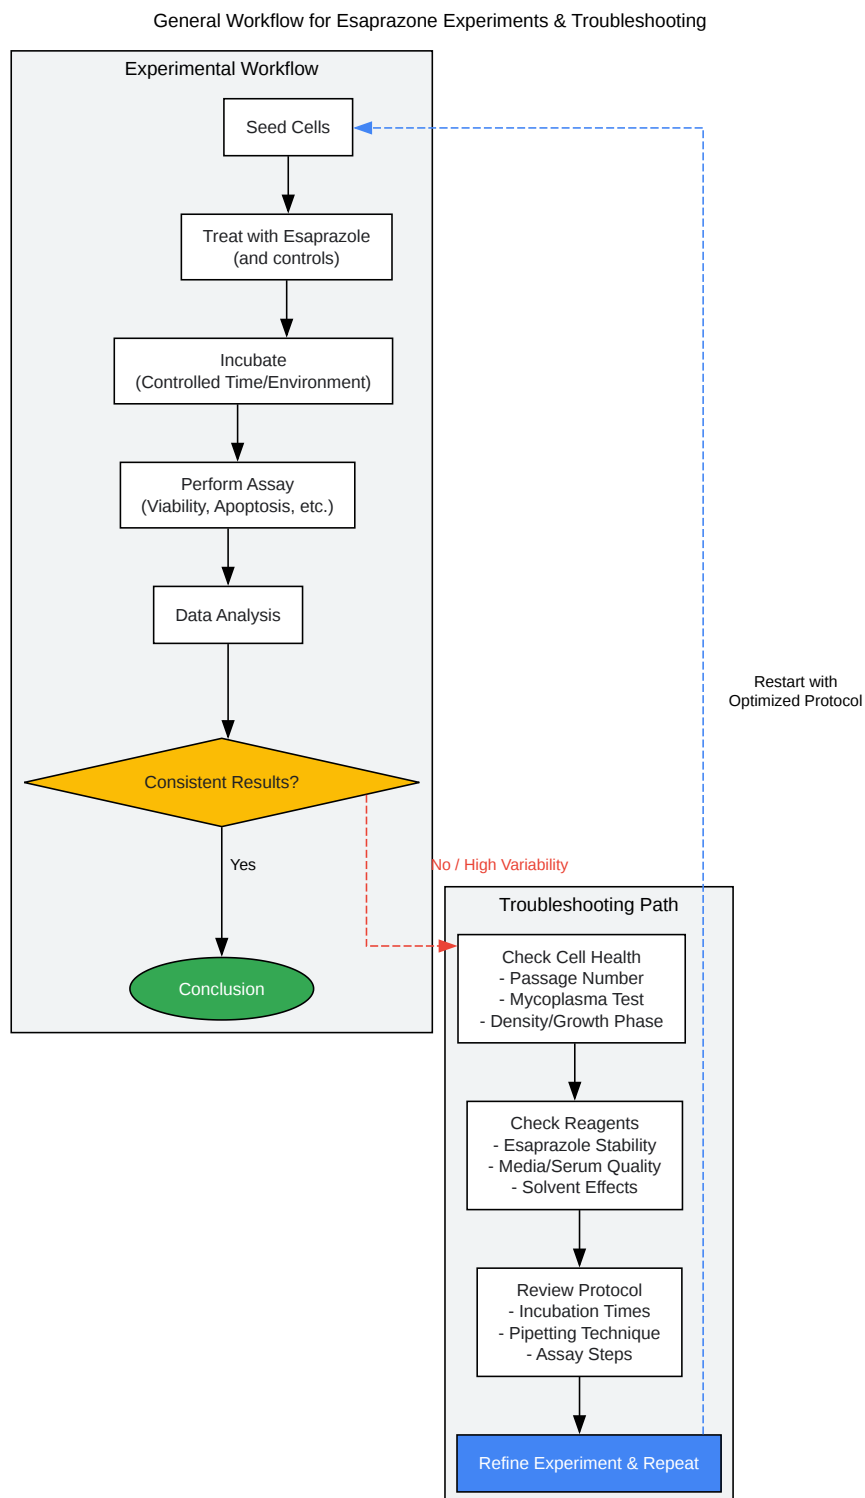 General Workflow for Esaprazone Experiments & Troubleshooting
Experimental Workflow
Seed Cells
Treat with Esaprazole
(and controls)
Incubate
(Controlled Time/Environment)
Perform Assay
(Viability, Apoptosis, etc.)
Data Analysis
Restart with
Optimized Protocol
Consistent Results?
Yes
No / High Variability
Conclusion
Troubleshooting Path
Check Cell Health
- Passage Number
- Mycoplasma Test
- Density/Growth Phase
Check Reagents
- Esaprazole Stability
- Media/Serum Quality
- Solvent Effects
Review Protocol
- Incubation Times
- Pipetting Technique
- Assay Steps
Refine Experiment & Repeat